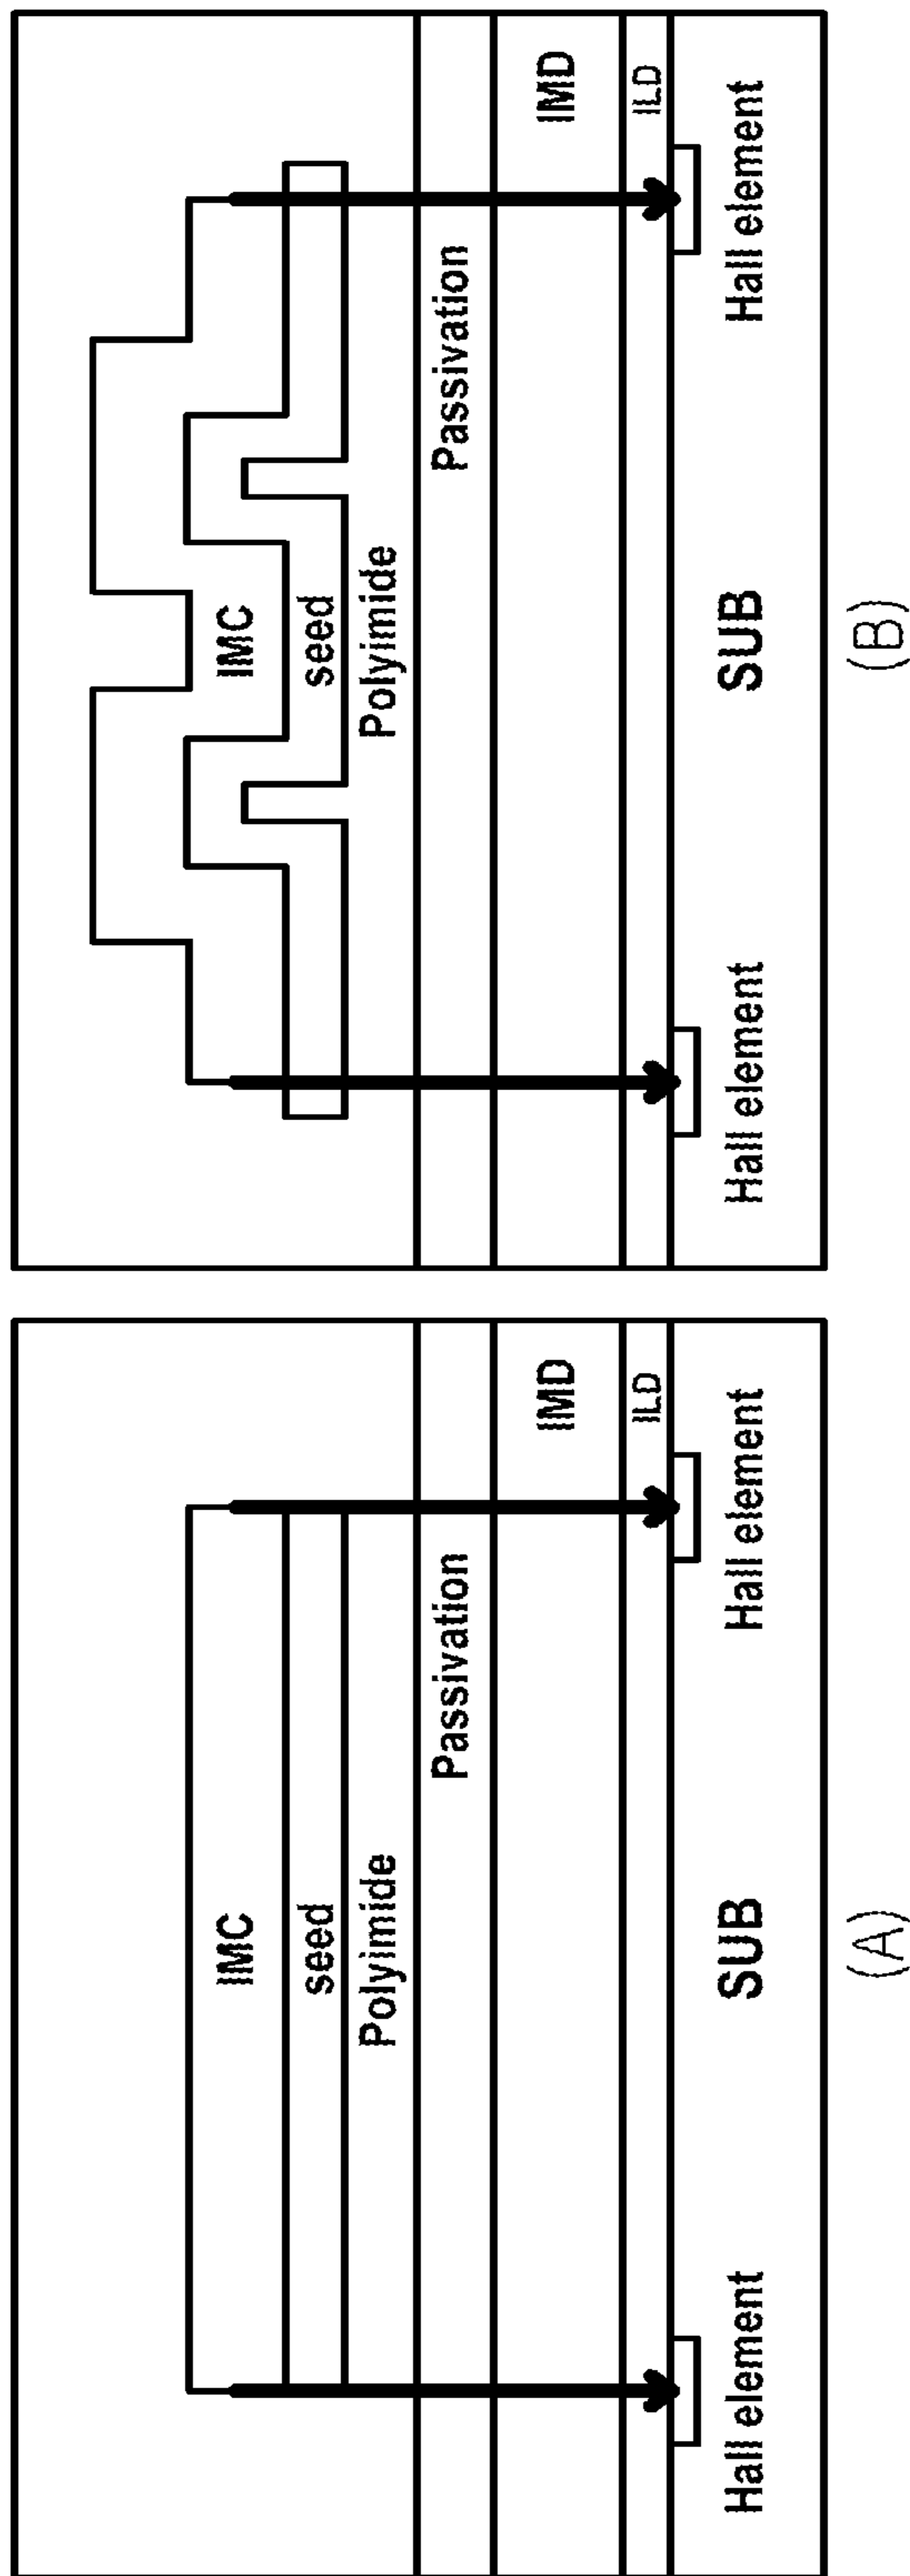 IMC
seed
Polyimide
Passivation
IMD
ILD
Hall element
SUB
Hall element
(A)
IMC
seed
Polyimide
Passivation
IMD
ILD
Hall element
SUB
Hall element
(B)